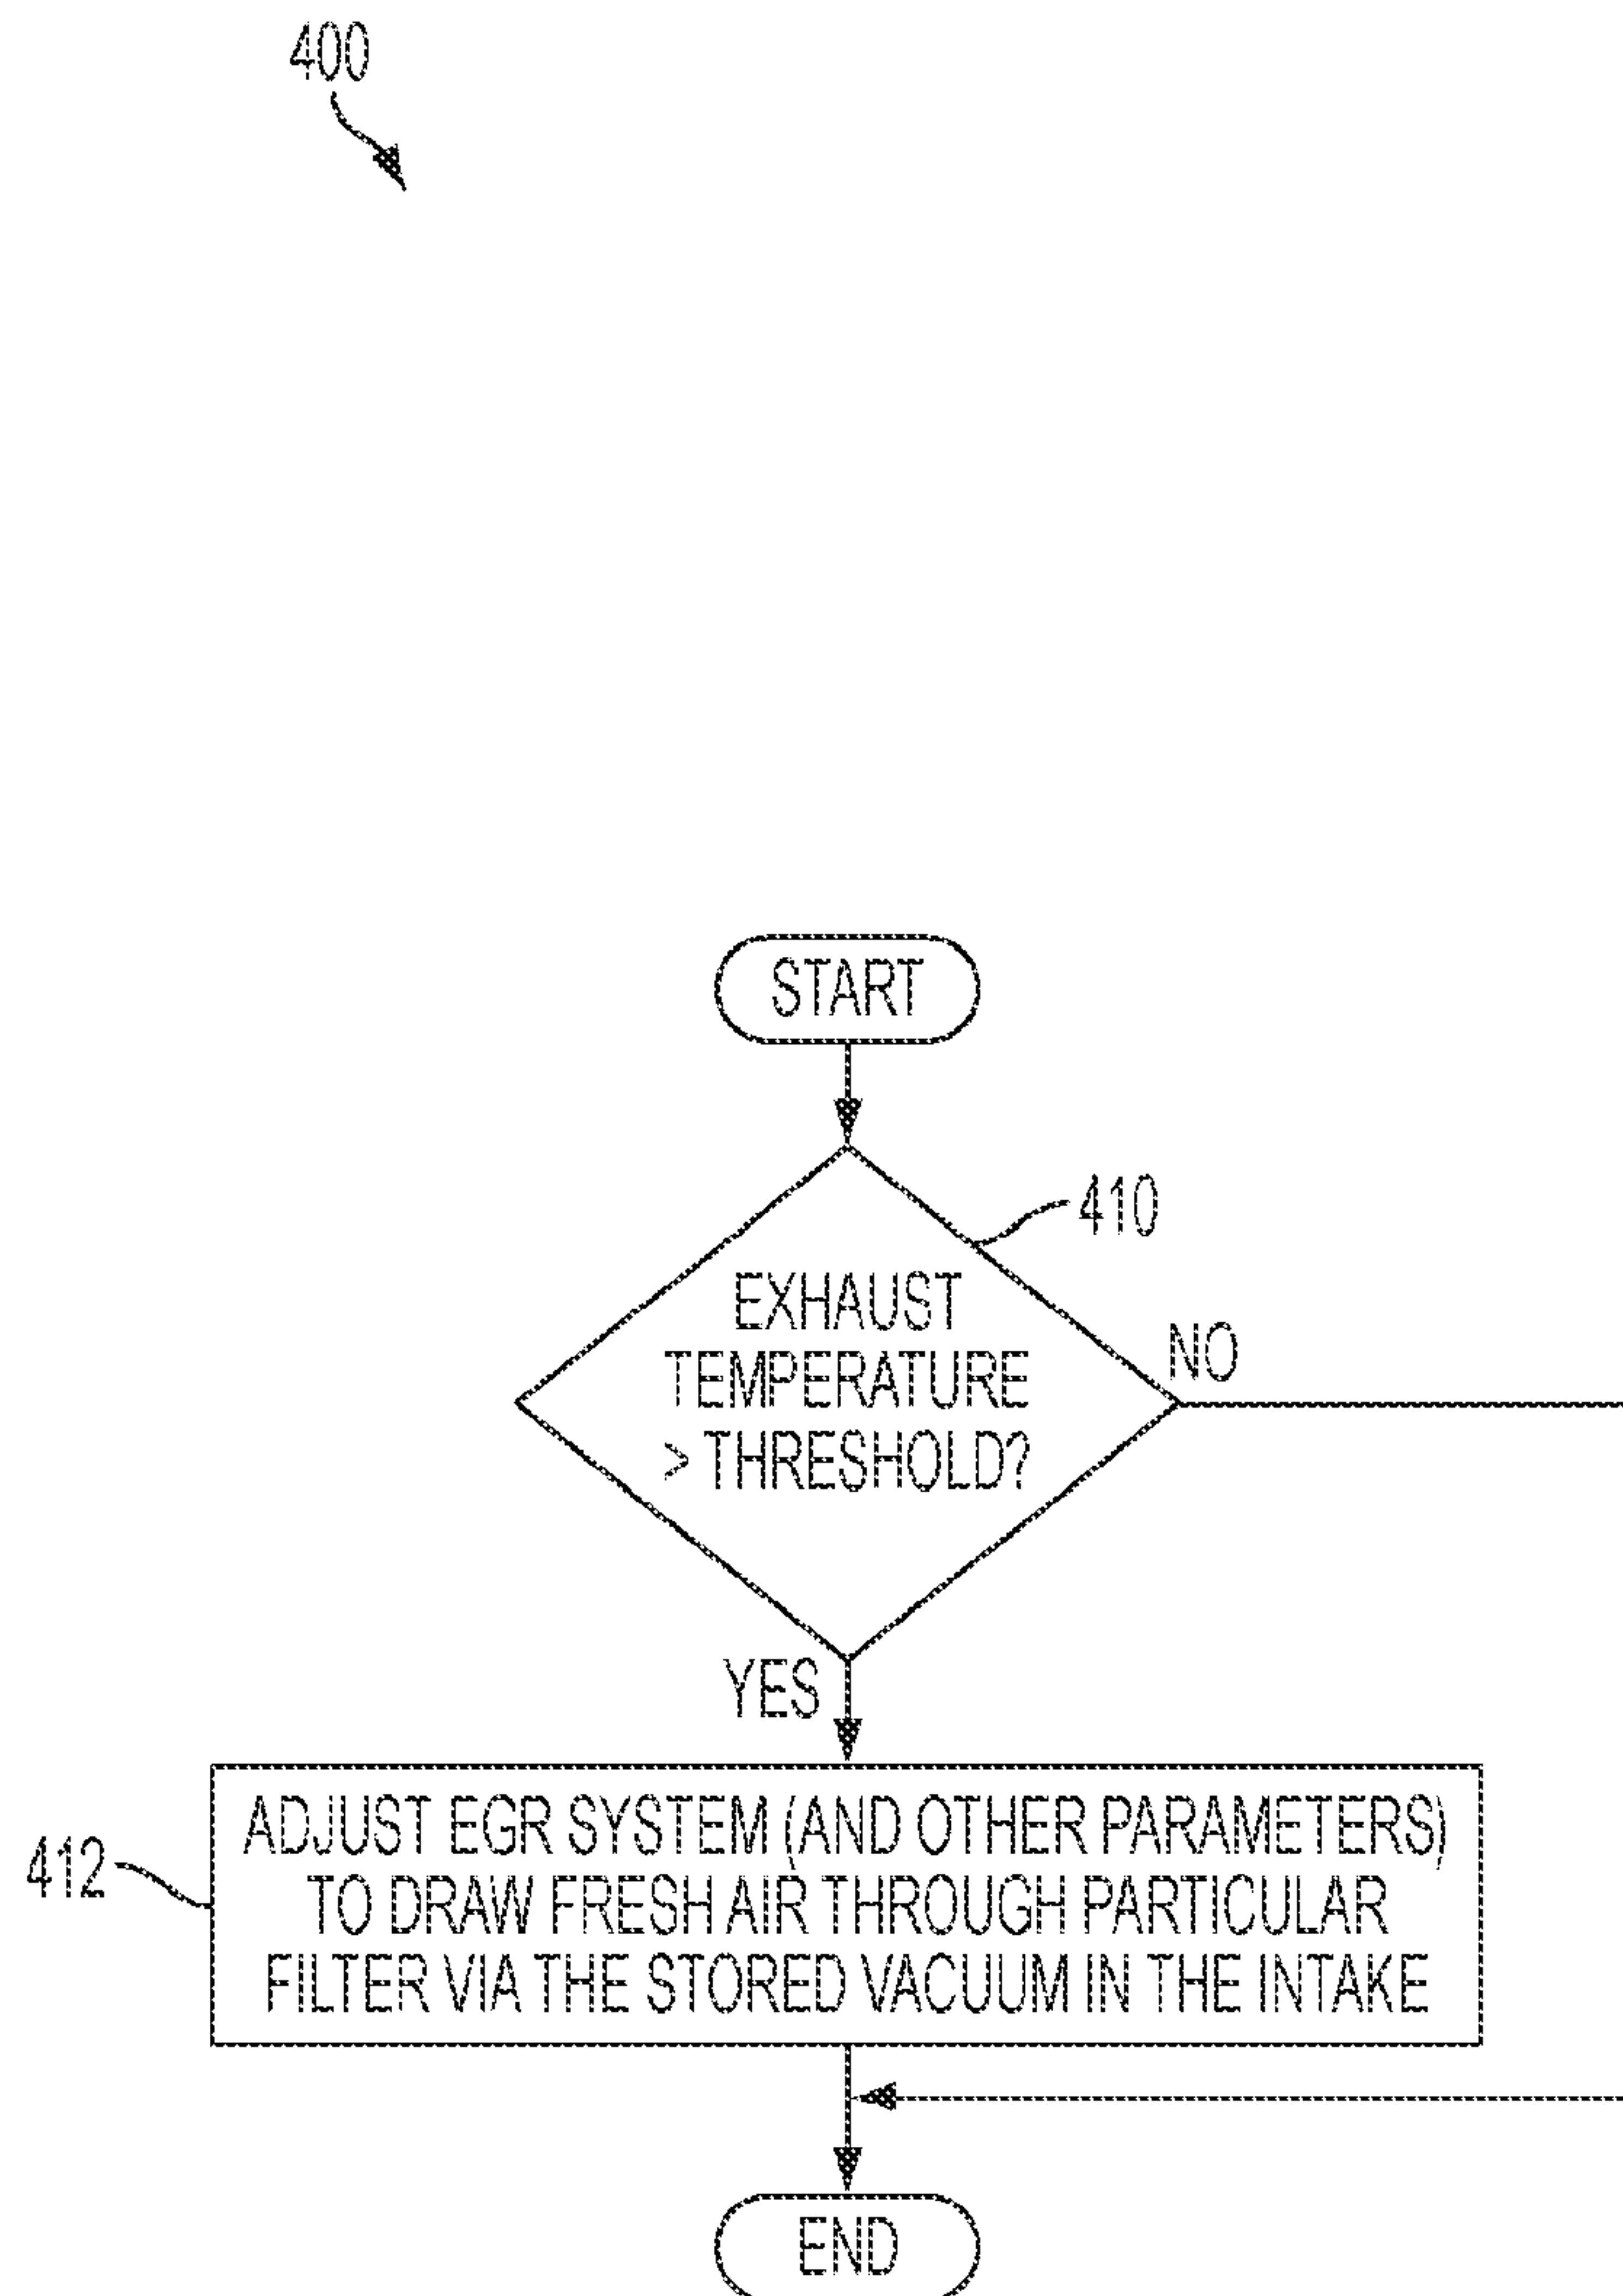 400
START
410
EXHAUST
TEMPERATURE
> THRESHOLD?
NO
YES
412
ADJUST EGR SYSTEM (AND OTHER PARAMETERS)
TO DRAW FRESH AIR THROUGH PARTICULAR
FILTER VIA THE STORED VACUUM IN THE INTAKE
END